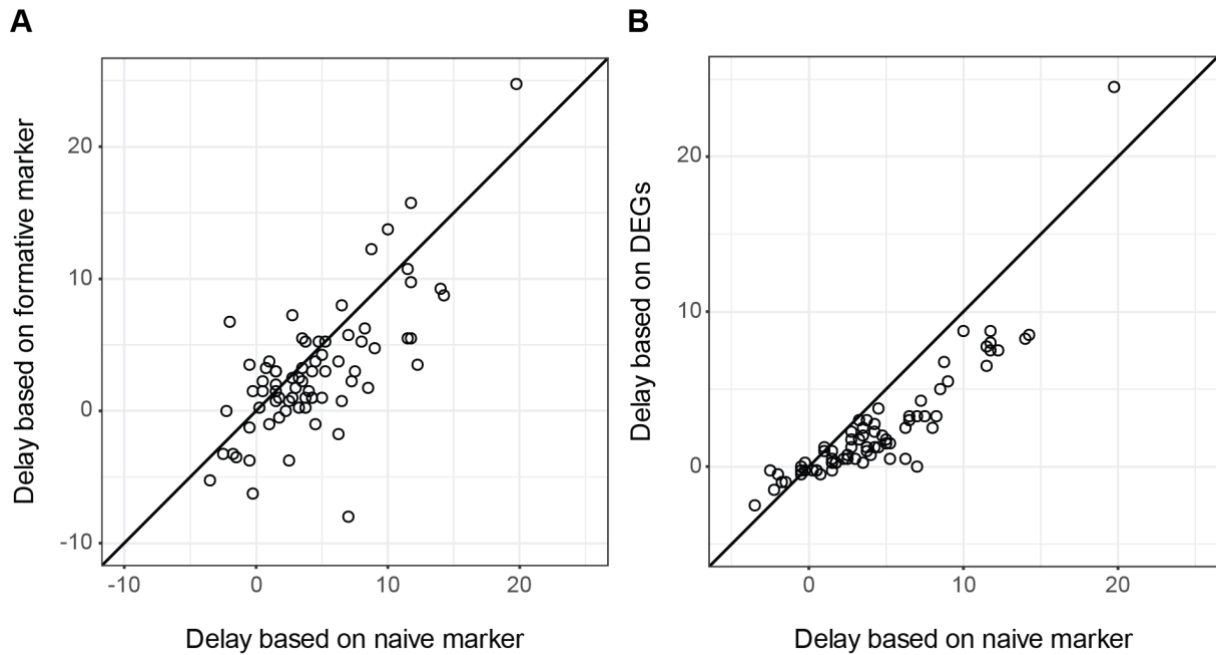 A
Delay based on formative marker
20
10
0
-10
-10 0 10 20
Delay based on naive marker
B
Delay based on DEGs
20
10
0
0 10 20
Delay based on naive marker